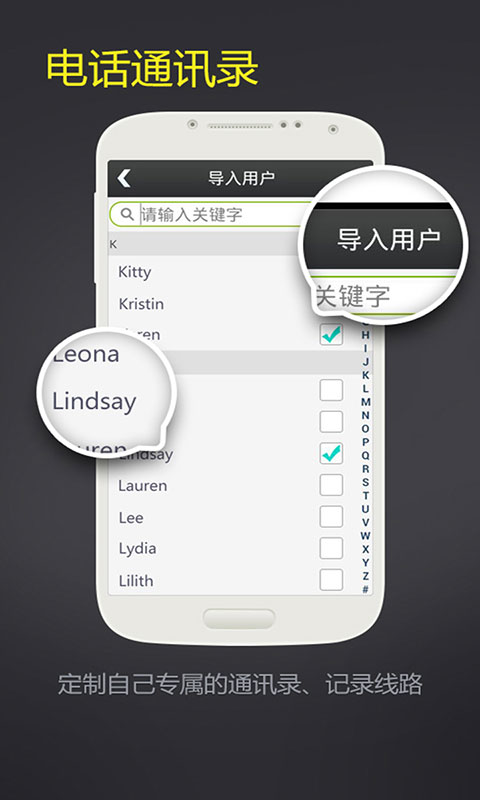 电话通讯录
导入用户
请输入关键字
导入用户
关键字
K
Kitty
Kristin
ren
H
I
J
K
L
M
N
O
P
Q
R
S
T
U
V
W
X
Y
Z
#
Leona
Lindsay
uren
Lindsay
Lauren
Lee
Lydia
Lilith
定制自己专属的通讯录、记录线路